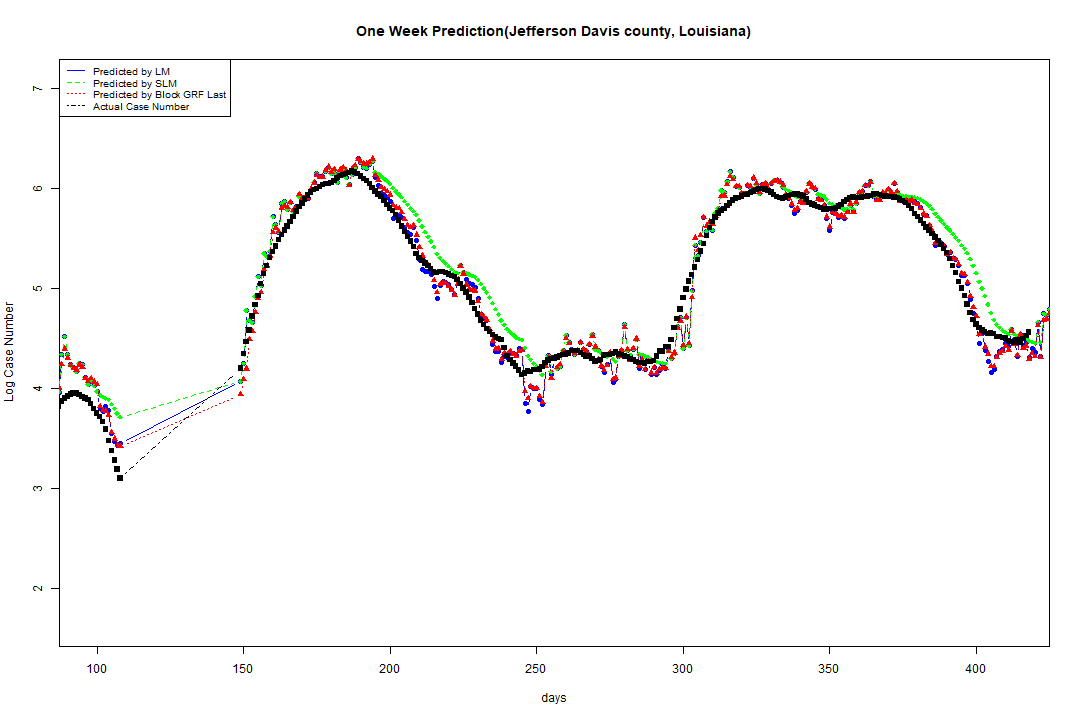 One Week Prediction(Jefferson Davis county, Louisiana)
Predicted by LM
Predicted by SLM
Predicted by Block GRF Last
Actual Case Number
7
6
5
4
3
2
Log Case Number
100 150 200 250 300 350 400
days